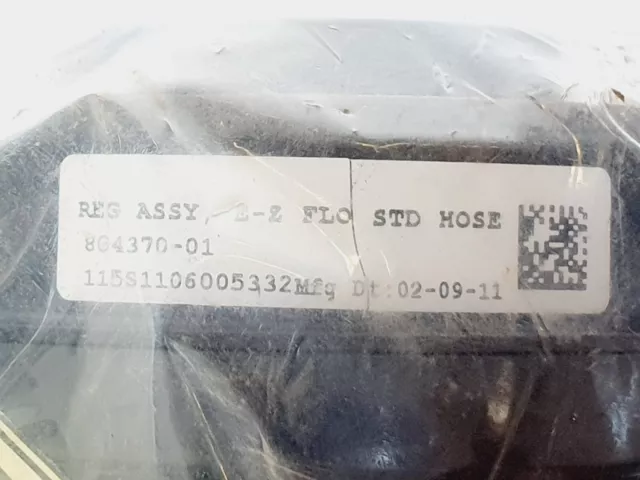 REG ASSY, E-Z FLO STD HOSE
804370-01
115S1106005332Mfg Dt:02-09-11